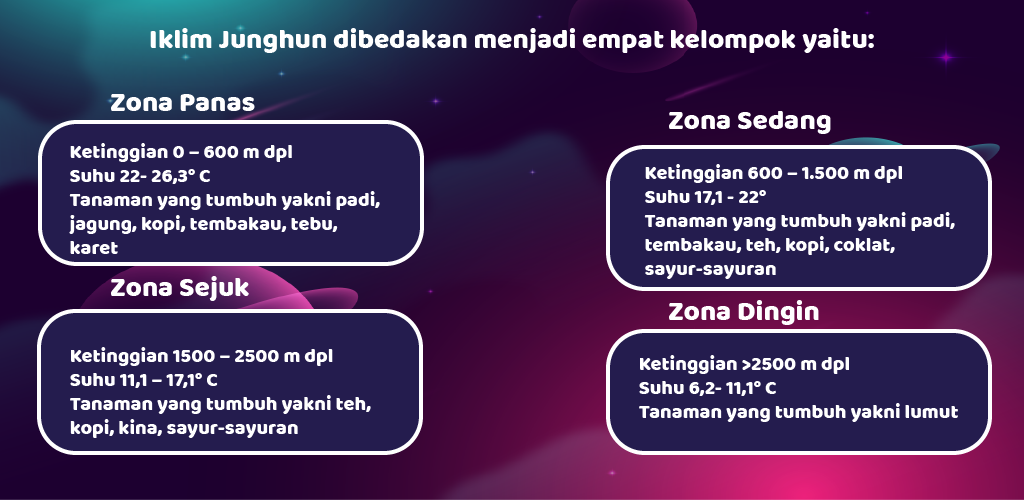 Iklim Junghun dibedakan menjadi empat kelompok yaitu:
Zona Panas
Ketinggian 0 – 600 m dpl
Suhu 22- 26,3° C
Tanaman yang tumbuh yakni padi,
jagung, kopi, tembakau, tebu,
karet
Zona Sedang
Ketinggian 600 – 1.500 m dpl
Suhu 17,1 - 22°
Tanaman yang tumbuh yakni padi,
tembakau, teh, kopi, coklat,
sayur-sayuran
Zona Sejuk
Ketinggian 1500 – 2500 m dpl
Suhu 11,1 – 17,1° C
Tanaman yang tumbuh yakni teh,
kopi, kina, sayur-sayuran
Zona Dingin
Ketinggian >2500 m dpl
Suhu 6,2- 11,1° C
Tanaman yang tumbuh yakni lumut